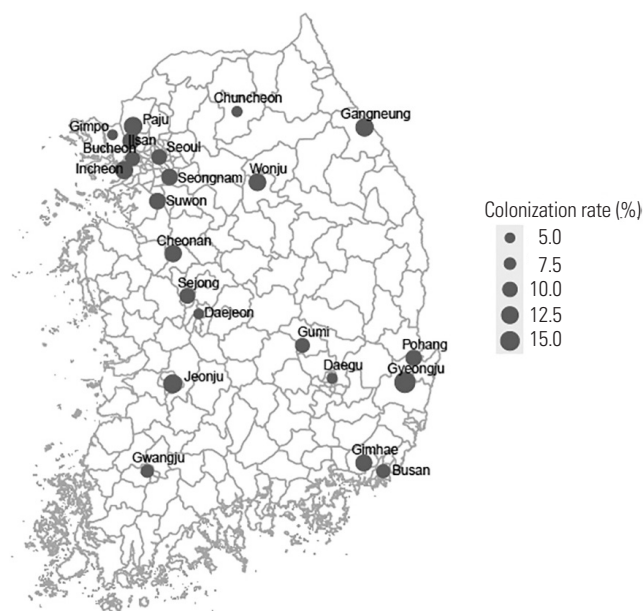 Chuncheon
Gangneung
Gimpo
Paju
Ilsan
Bucheon
Seoul
Incheon
Seongnam
Wonju
Suwon
Cheonan
Sejong
Daejeon
Gumi
Pohang
Daegu
Gyeongju
Jeonju
Gwangju
Gimhae
Busan
Colonization rate (%)
5.0
7.5
10.0
12.5
15.0